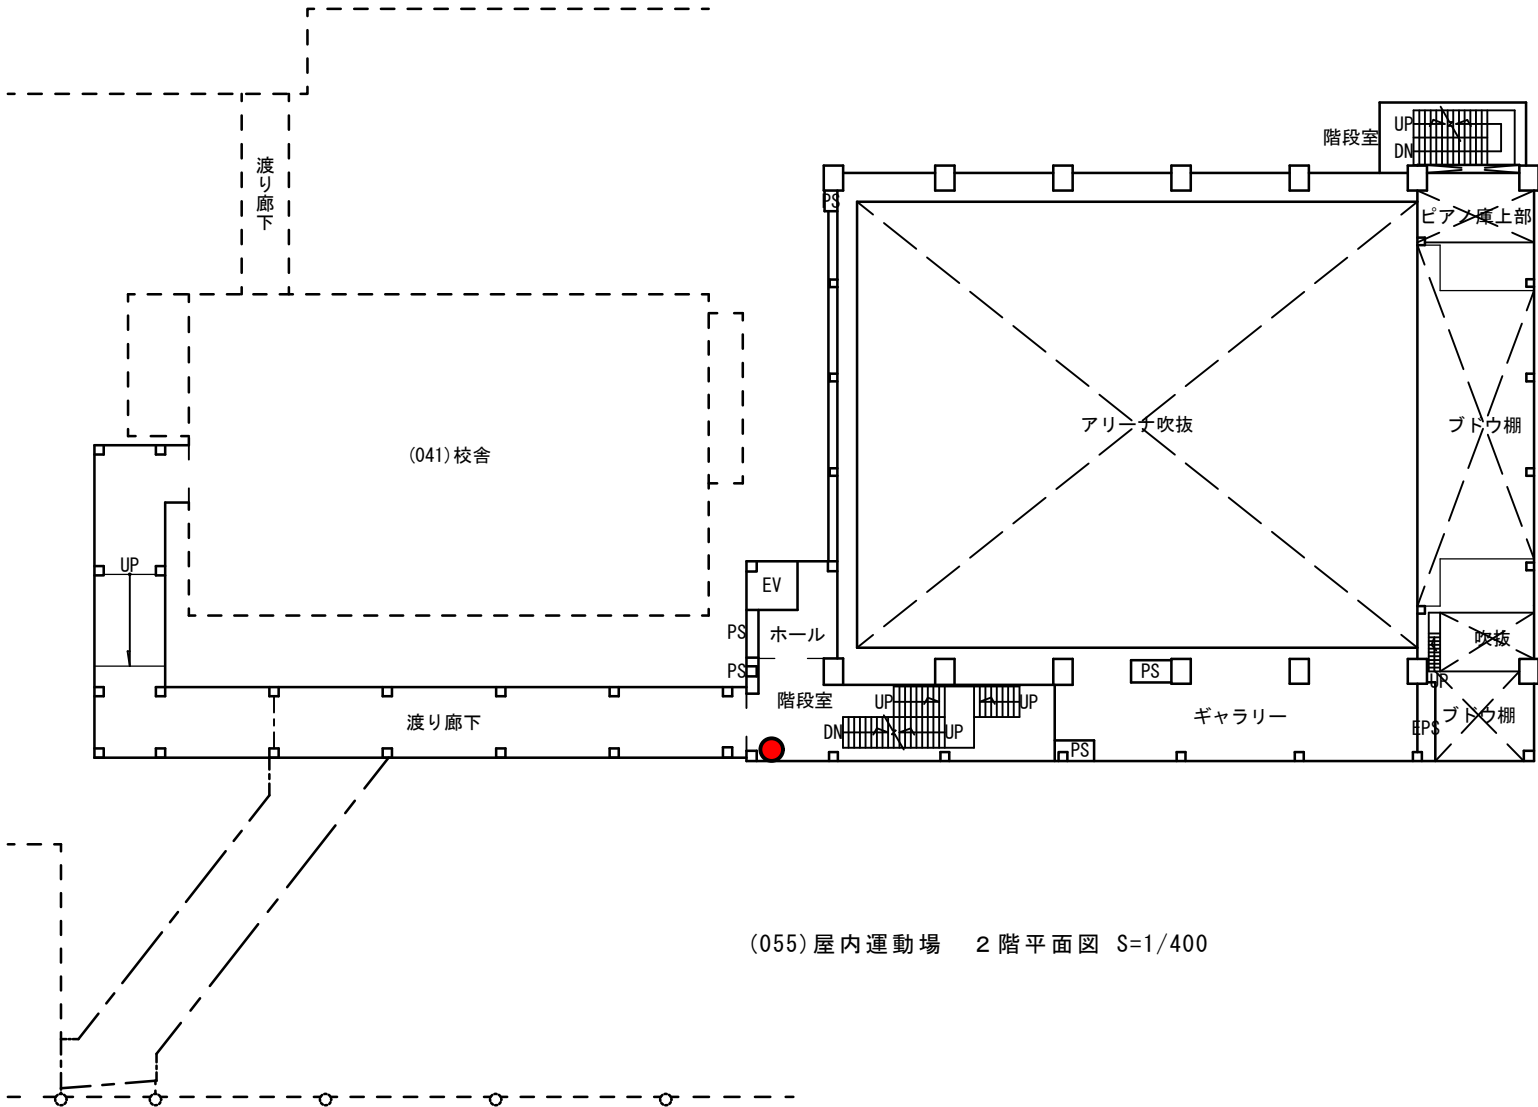 渡り廊下
階段室
UP
DN
PS
ピアノ庫上部
アリーナ吹抜
ブドウ棚
(041)校舎
UP
EV
PS
ホール
吹抜
PS
PS
UP
階段室
UP
UP
渡り廊下
ギャラリー
ブドウ棚
DN
UP
EPS
PS
(055)屋内運動場 2階平面図 S=1/400